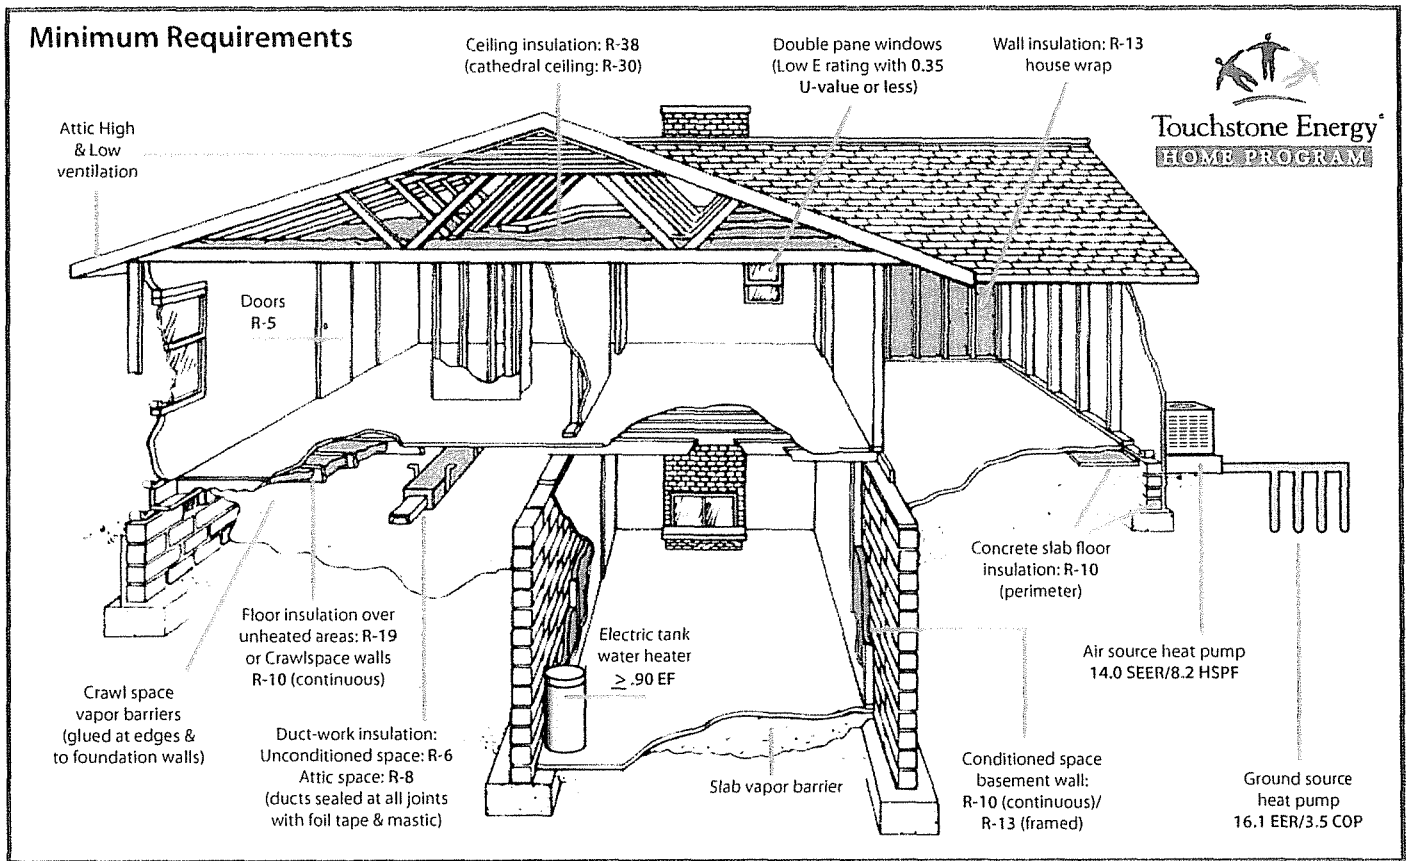 Minimum Requirements
Ceiling insulation: R-38
(cathedral ceiling: R-30)
Double pane windows
(Low E rating with 0.35
U-value or less)
Wall insulation: R-13
house wrap
Touchstone Energy
HOME PROGRAM
Attic High
& Low
ventilation
Doors
R-5
Floor insulation over
unheated areas: R-19
or Crawlspace walls
R-10 (continuous)
Crawl space
vapor barriers
(glued at edges &
to foundation walls)
Duct-work insulation:
Unconditioned space: R-6
Attic space: R-8
(ducts sealed at all joints
with foil tape & mastic)
Electric tank
water heater
≥ .90 EF
Slab vapor barrier
Concrete slab floor
insulation: R-10
(perimeter)
Air source heat pump
14.0 SEER/8.2 HSPF
Conditioned space
basement wall:
R-10 (continuous)/
R-13 (framed)
Ground source
heat pump
16.1 EER/3.5 COP